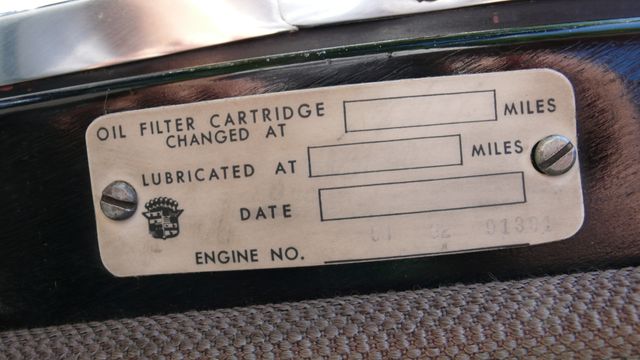 OIL FILTER CARTRIDGE MILES
CHANGED AT
LUBRICATED AT MILES
DATE
ENGINE NO.